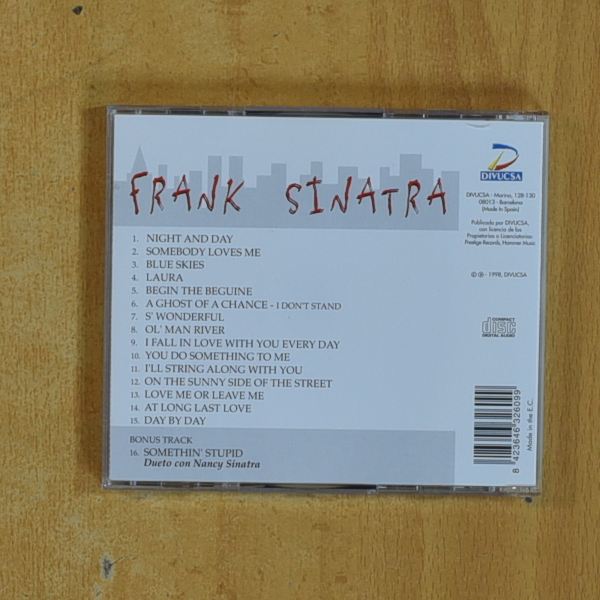 FRANK SINATRA
1. NIGHT AND DAY
2. SOMEBODY LOVES ME
3. BLUE SKIES
4. LAURA
5. BEGIN THE BEGUINE
6. A GHOST OF A CHANCE - I DON'T STAND
7. S' WONDERFUL
8. OL' MAN RIVER
9. I FALL IN LOVE WITH YOU EVERY DAY
10. YOU DO SOMETHING TO ME
11. I'LL STRING ALONG WITH YOU
12. ON THE SUNNY SIDE OF THE STREET
13. LOVE ME OR LEAVE ME
14. AT LONG LAST LOVE
15. DAY BY DAY
BONUS TRACK
16. SOMETHIN' STUPID
Dueto con Nancy Sinatra
DIVUCSA
DIVUCSA - Marina, 128-130
08013 - Barcelona
(Made in Spain)
Publicado por DIVUCSA,
con licencia de los
Propietarios o Licenciatarios:
Prestige Records, Hammer Music
© ℗ - 1998, DIVUCSA
COMPACT
disc
DIGITAL AUDIO
8 423646 326099
Made in the E.C.